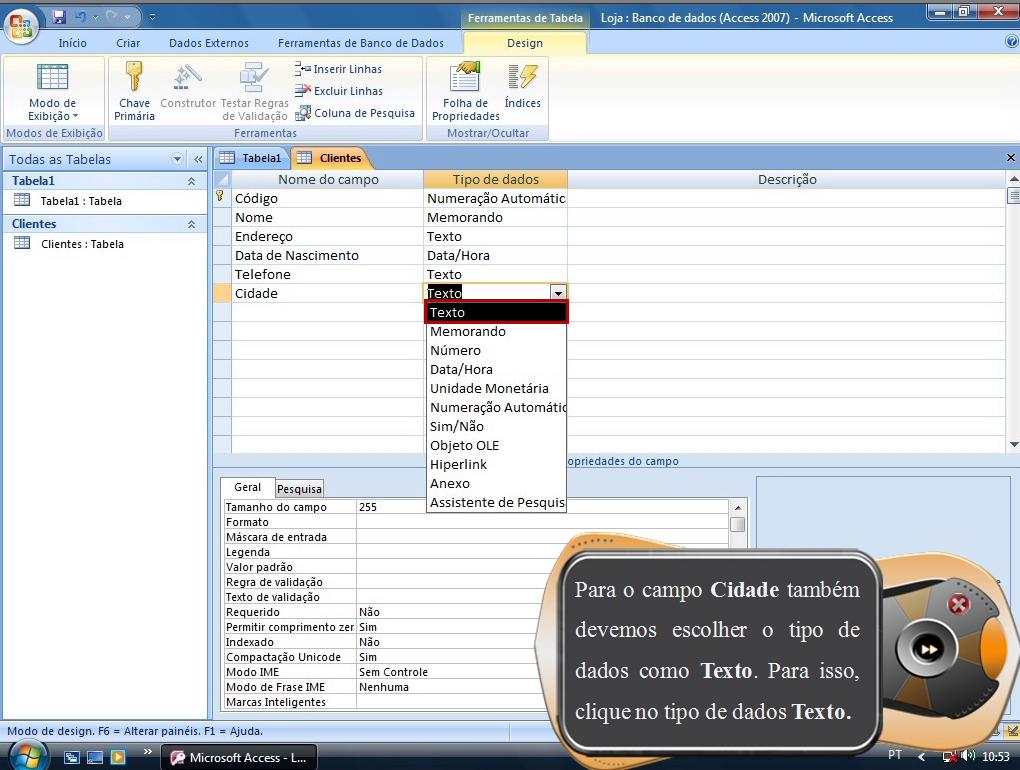 Ferramentas de Tabela
Loja : Banco de dados (Access 2007) - Microsoft Access
Início Criar Dados Externos Ferramentas de Banco de Dados Design
Modo de Exibição
Modos de Exibição
Chave Primária
Construtor
Testar Regras de Validação
Inserir Linhas
Excluir Linhas
Coluna de Pesquisa
Ferramentas
Folha de Propriedades
Índices
Mostrar/Ocultar
Todas as Tabelas
Tabela1
Tabela1 : Tabela
Clientes
Clientes : Tabela
Tabela1 Clientes
Nome do campo Tipo de dados Descrição
Código Numeração Automátic
Nome Memorando
Endereço Texto
Data de Nascimento Data/Hora
Telefone Texto
Cidade Texto
Texto
Memorando
Número
Data/Hora
Unidade Monetária
Numeração Automátic
Sim/Não
Objeto OLE
Hiperlink
Anexo
Assistente de Pesquis
opriedades do campo
Geral Pesquisa
Tamanho do campo 255
Formato
Máscara de entrada
Legenda
Valor padrão
Regra de validação
Texto de validação
Requerido Não
Permitir comprimento zer Sim
Indexado Não
Compactação Unicode Sim
Modo IME Sem Controle
Modo de Frase IME Nenhuma
Marcas Inteligentes
Para o campo Cidade também
devemos escolher o tipo de
dados como Texto. Para isso,
clique no tipo de dados Texto.
Modo de design. F6 = Alterar painéis. F1 = Ajuda.
Microsoft Access - L...
PT
10:53